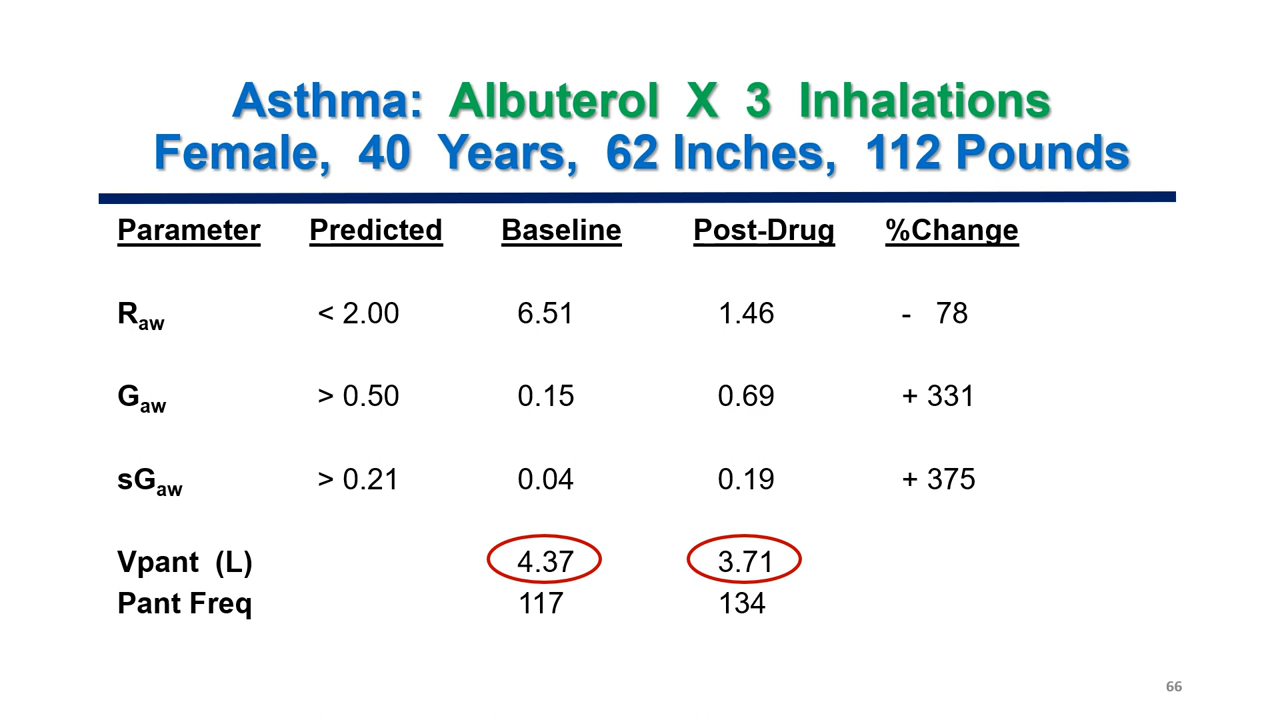 Asthma: Albuterol X 3 Inhalations
Female, 40 Years, 62 Inches, 112 Pounds
Parameter Predicted Baseline Post-Drug %Change
Raw < 2.00 6.51 1.46 - 78
Gaw > 0.50 0.15 0.69 + 331
sGaw > 0.21 0.04 0.19 + 375
Vpant (L) 4.37 3.71
Pant Freq 117 134
66